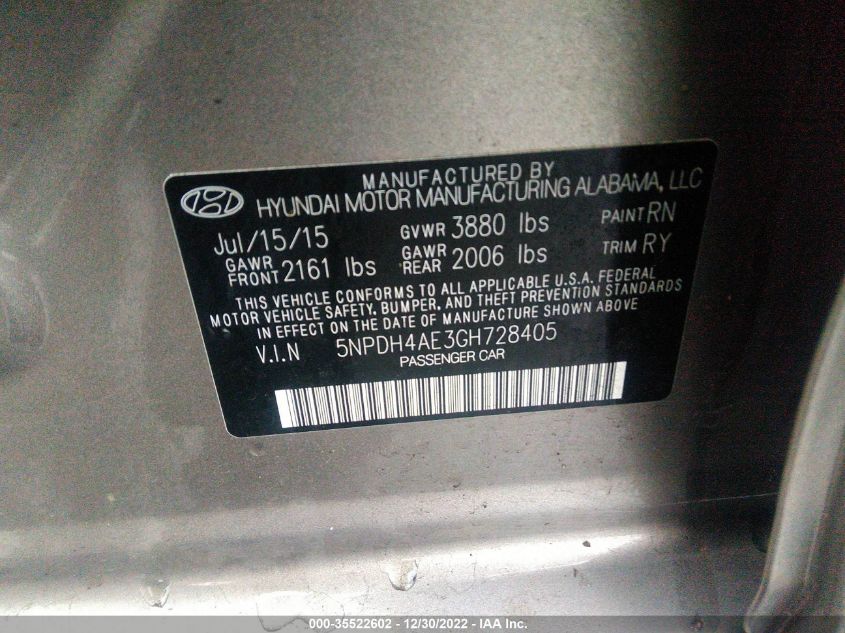 MANUFACTURED BY
HYUNDAI MOTOR MANUFACTURING ALABAMA, LLC
Jul/15/15 GVWR 3880 lbs PAINT RN
GAWR FRONT 2161 lbs GAWR REAR 2006 lbs TRIM RY
THIS VEHICLE CONFORMS TO ALL APPLICABLE U.S.A. FEDERAL
MOTOR VEHICLE SAFETY, BUMPER, AND THEFT PREVENTION STANDARDS
IN EFFECT ON THE DATE OF MANUFACTURE SHOWN ABOVE
V.I.N 5NPDH4AE3GH728405
PASSENGER CAR
000-35522602 - 12/30/2022 - IAA Inc.